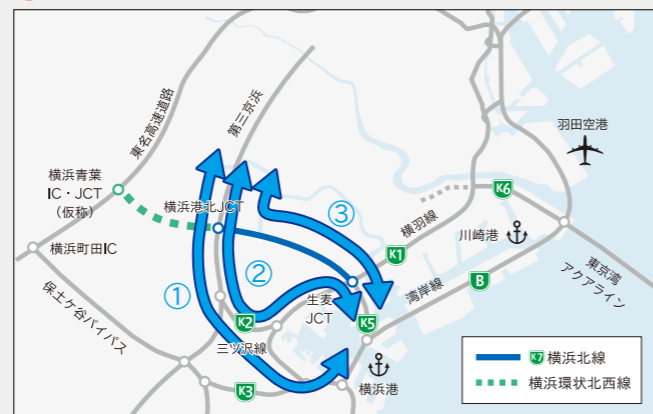 東名高速道路
第三京浜
羽田空港
横浜青葉
IC・JCT
(仮称)
横浜港北JCT
K6
③
横羽線
川崎港
横浜町田IC
K1
東京湾
アクアライン
②
湾岸線
B
①
生麦
JCT
保土ケ谷バイパス
K2
K5
三ツ沢線
K7 横浜北線
横浜港
横浜環状北西線
K3